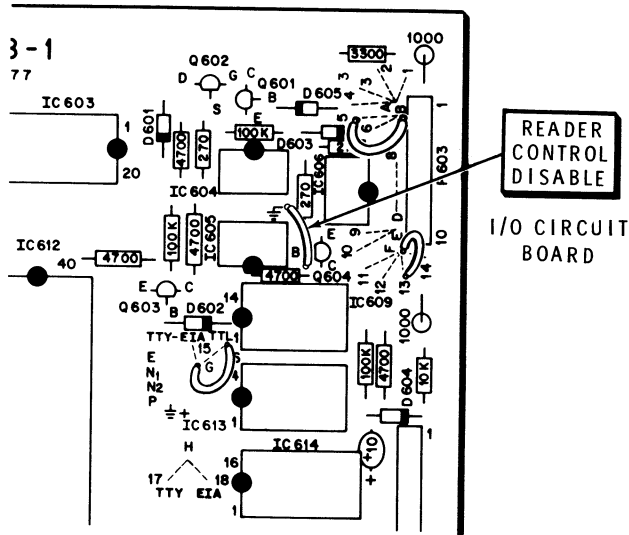 3-1
77
1000
3300
2
1
3
3
4
A
B
5
6
8
1
Q602
D
G
C
S
Q601
B
E
D605
IC603
1
20
D601
4700
270
100K
D603
IC606
IC604
270
READER
CONTROL
DISABLE
I/O CIRCUIT
BOARD
D
10
IC612
40
4700
100K
4700
IC605
B
E
C
Q604
4700
9
10
11
12
F
E
13
14
E
C
B
Q603
D602
14
1
IC609
1000
TTY-EIA
TTL
15
G
S
E
N1
N2
P
+
4
1
IC613
100K
4700
D604
10K
1
H
17
18
TTY
EIA
16
1
IC614
+10
+